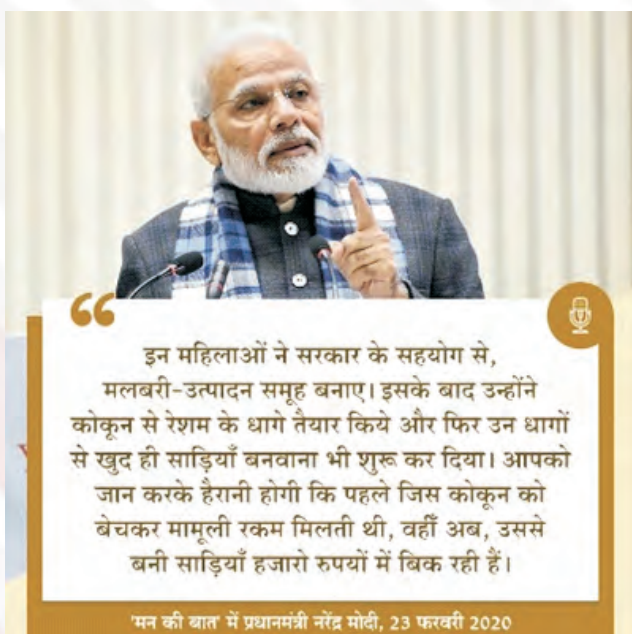 “
इन महिलाओं ने सरकार के सहयोग से,
मलबरी-उत्पादन समूह बनाए। इसके बाद उन्होंने
कोकून से रेशम के धागे तैयार किये और फिर उन धागों
से खुद ही साड़ियाँ बनवाना भी शुरू कर दिया। आपको
जान करके हैरानी होगी कि पहले जिस कोकून को
बेचकर मामूली रकम मिलती थी, वहीँ अब, उससे
बनी साड़ियाँ हजारो रुपयों में बिक रही हैं।
'मन की बात' में प्रधानमंत्री नरेंद्र मोदी, 23 फरवरी 2020